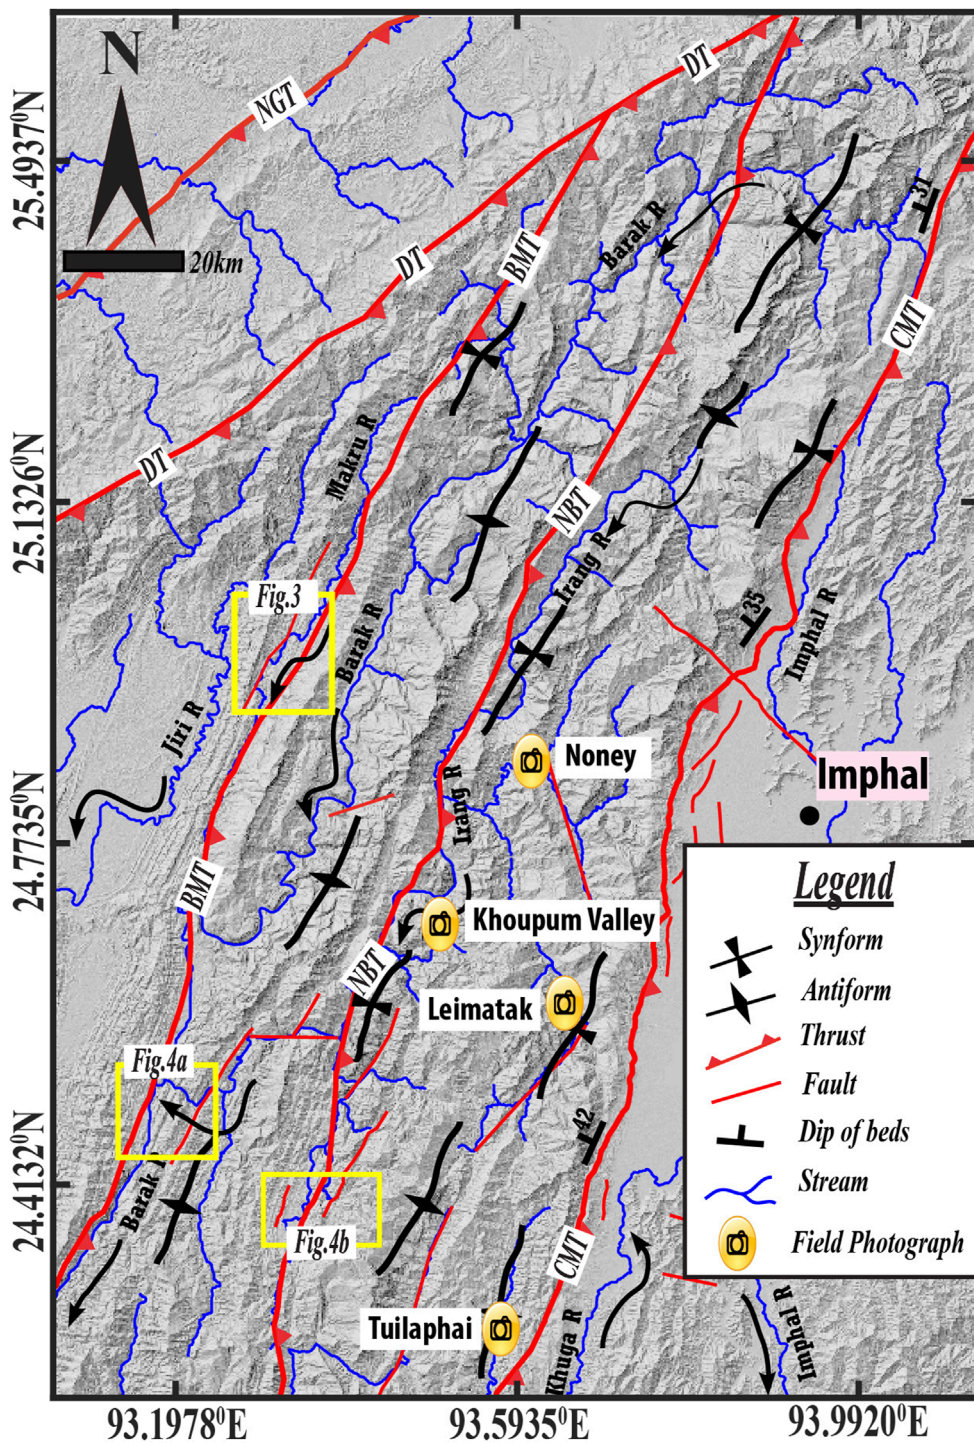 N
DT
NGT
25.4937⁰N
31
Barak R
20km
DT
BMT
CMT
Makru R
DT
25.1326⁰N
NBT
Irang R
Fig.3
35
Barak R
Imphal R
Jiri R
Noney
Imphal
Irang R
24.7735⁰N
BMT
Legend
Khoupum Valley
Synform
NBT
Leimatak
Antiform
Thrust
Fig.4a
Fault
42
Dip of beds
24.4132⁰N
Barak
Stream
Fig.4b
Field Photograph
CMT
Tuilaphai
Khuga R
Imphal R
93.1978⁰E
93.5935⁰E
93.9920⁰E